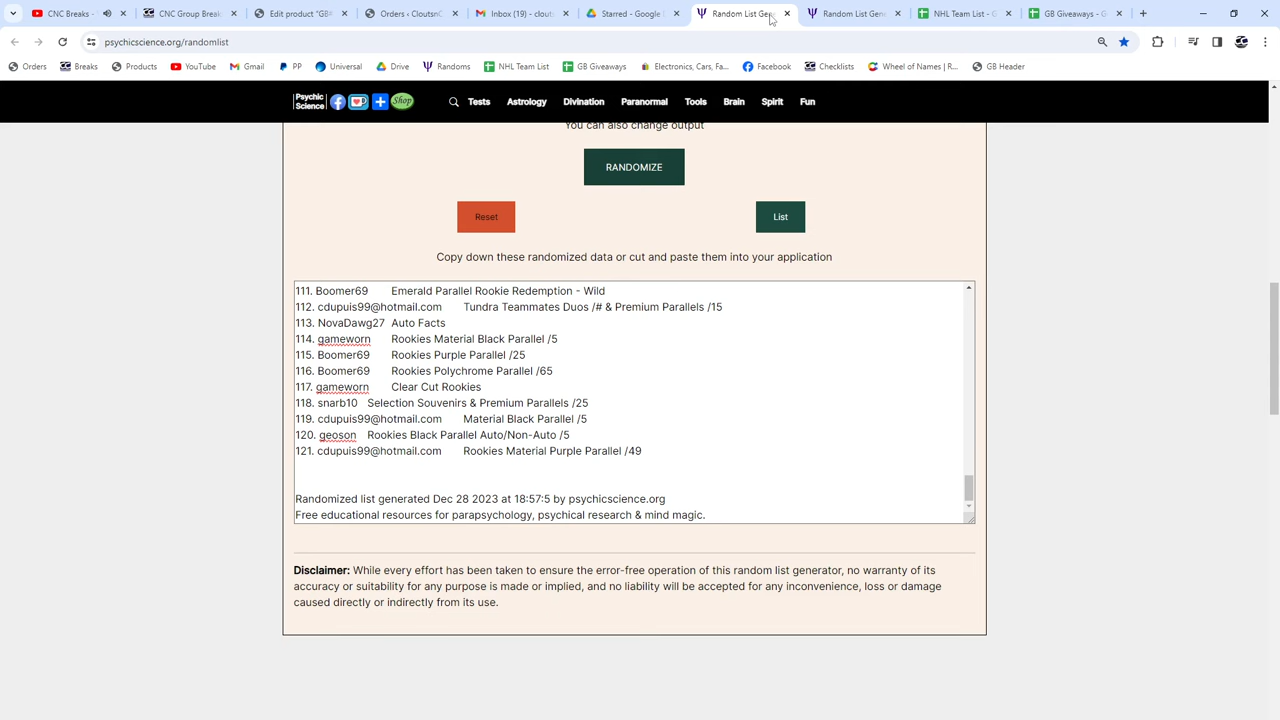 CNC Breaks - CNC Group Break Edit product "GB# Orders ‹ CloutsnC Inbox (19) - clouts Starred - Google Random List Gen Random List Gene NHL Team List - G GB Giveaways - G
psychicscience.org/randomlist
Orders Breaks Products YouTube Gmail PP Universal Drive Randoms NHL Team List GB Giveaways Electronics, Cars, Fa... Facebook Checklists Wheel of Names | R... GB Header
Psychic Science Shop Tests Astrology Divination Paranormal Tools Brain Spirit Fun
You can also change output
RANDOMIZE
Reset List
Copy down these randomized data or cut and paste them into your application
111. Boomer69 Emerald Parallel Rookie Redemption - Wild
112. cdupuis99@hotmail.com Tundra Teammates Duos /# & Premium Parallels /15
113. NovaDawg27 Auto Facts
114. gameworn Rookies Material Black Parallel /5
115. Boomer69 Rookies Purple Parallel /25
116. Boomer69 Rookies Polychrome Parallel /65
117. gameworn Clear Cut Rookies
118. snarb10 Selection Souvenirs & Premium Parallels /25
119. cdupuis99@hotmail.com Material Black Parallel /5
120. geoson Rookies Black Parallel Auto/Non-Auto /5
121. cdupuis99@hotmail.com Rookies Material Purple Parallel /49
Randomized list generated Dec 28 2023 at 18:57:5 by psychicscience.org
Free educational resources for parapsychology, psychical research & mind magic.
Disclaimer: While every effort has been taken to ensure the error-free operation of this random list generator, no warranty of its
accuracy or suitability for any purpose is made or implied, and no liability will be accepted for any inconvenience, loss or damage
caused directly or indirectly from its use.